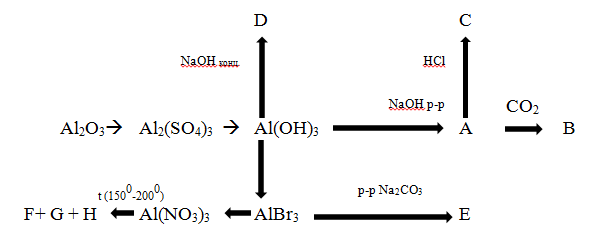 D C
NaOH конц HCl
NaOH р-р CO2
Al2O3→ Al2(SO4)3 → Al(OH)3 A B
t (150⁰-200⁰) р-р Na2CO3
F+ G + H Al(NO3)3 AlBr3 E